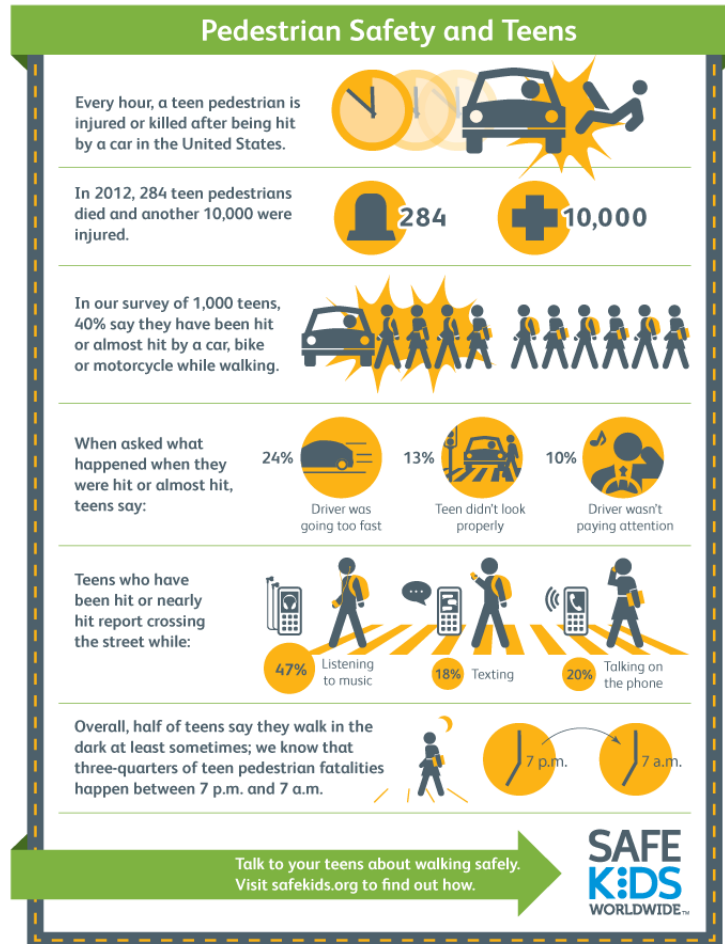 Pedestrian Safety and Teens
Every hour, a teen pedestrian is
injured or killed after being hit
by a car in the United States.
In 2012, 284 teen pedestrians
died and another 10,000 were
injured.
284
10,000
In our survey of 1,000 teens,
40% say they have been hit
or almost hit by a car, bike
or motorcycle while walking.
When asked what
happened when they
were hit or almost hit,
teens say:
24%
Driver was
going too fast
13%
Teen didn't look
properly
10%
Driver wasn't
paying attention
Teens who have
been hit or nearly
hit report crossing
the street while:
47%
Listening
to music
18%
Texting
20%
Talking on
the phone
Overall, half of teens say they walk in the
dark at least sometimes; we know that
three-quarters of teen pedestrian fatalities
happen between 7 p.m. and 7 a.m.
7 p.m.
7 a.m.
Talk to your teens about walking safely.
Visit safekids.org to find out how.
SAFE
KIDS
WORLDWIDE™